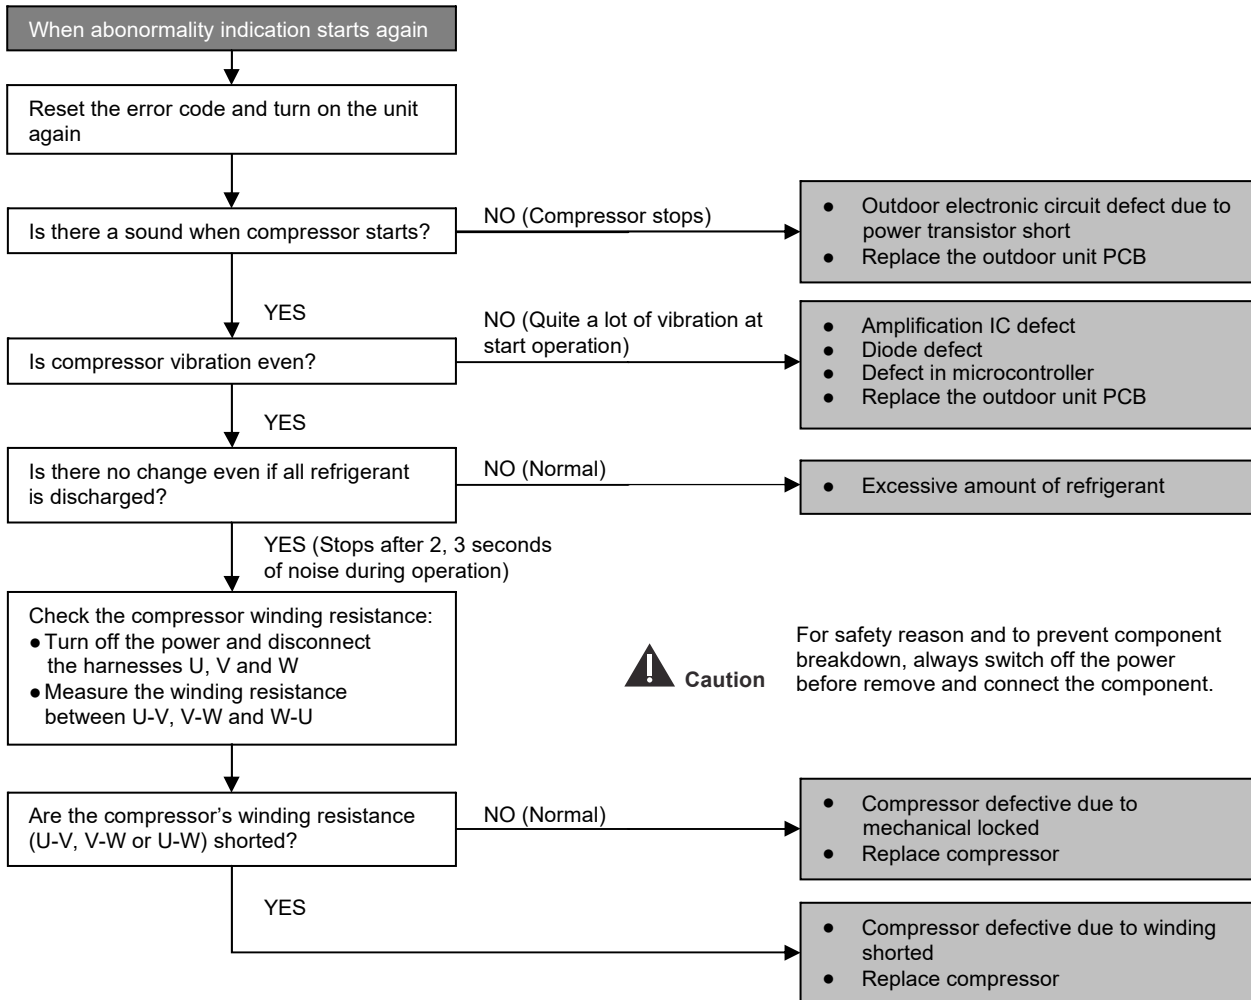 When abonormality indication starts again
Reset the error code and turn on the unit
again
Is there a sound when compressor starts?
NO (Compressor stops)
● Outdoor electronic circuit defect due to
power transistor short
● Replace the outdoor unit PCB
YES
NO (Quite a lot of vibration at
start operation)
Is compressor vibration even?
● Amplification IC defect
● Diode defect
● Defect in microcontroller
● Replace the outdoor unit PCB
YES
Is there no change even if all refrigerant
is discharged?
NO (Normal)
● Excessive amount of refrigerant
YES (Stops after 2, 3 seconds
of noise during operation)
Check the compressor winding resistance:
● Turn off the power and disconnect
the harnesses U, V and W
● Measure the winding resistance
between U-V, V-W and W-U
Caution
For safety reason and to prevent component
breakdown, always switch off the power
before remove and connect the component.
Are the compressor’s winding resistance
(U-V, V-W or U-W) shorted?
NO (Normal)
● Compressor defective due to
mechanical locked
● Replace compressor
YES
● Compressor defective due to winding
shorted
● Replace compressor